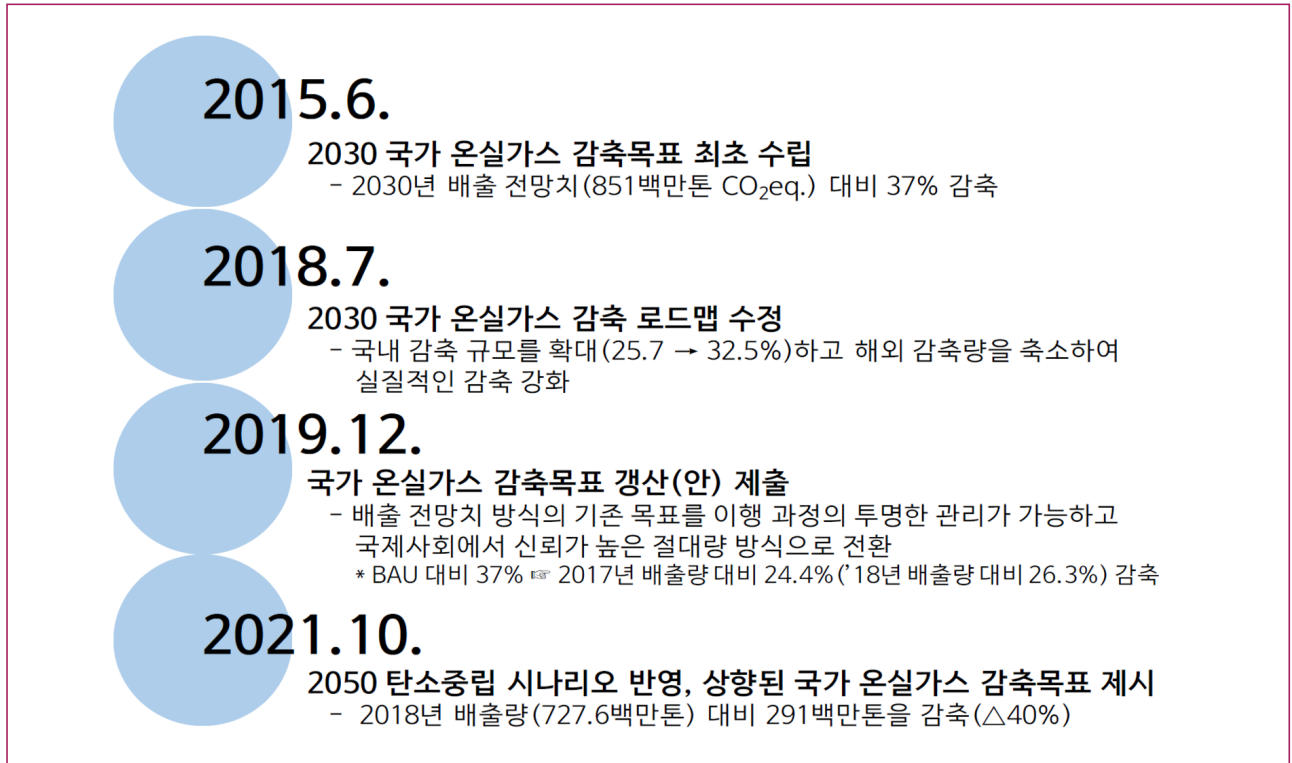 2015.6.
2030 국가 온실가스 감축목표 최초 수립
- 2030년 배출 전망치(851백만톤 CO₂eq.) 대비 37% 감축
2018.7.
2030 국가 온실가스 감축 로드맵 수정
- 국내 감축 규모를 확대(25.7 → 32.5%)하고 해외 감축량을 축소하여
실질적인 감축 강화
2019.12.
국가 온실가스 감축목표 갱신(안) 제출
- 배출 전망치 방식의 기존 목표를 이행 과정의 투명한 관리가 가능하고
국제사회에서 신뢰가 높은 절대량 방식으로 전환
* BAU 대비 37% ☞ 2017년 배출량 대비 24.4%(’18년 배출량 대비 26.3%) 감축
2021.10.
2050 탄소중립 시나리오 반영, 상향된 국가 온실가스 감축목표 제시
- 2018년 배출량(727.6백만톤) 대비 291백만톤을 감축(△40%)